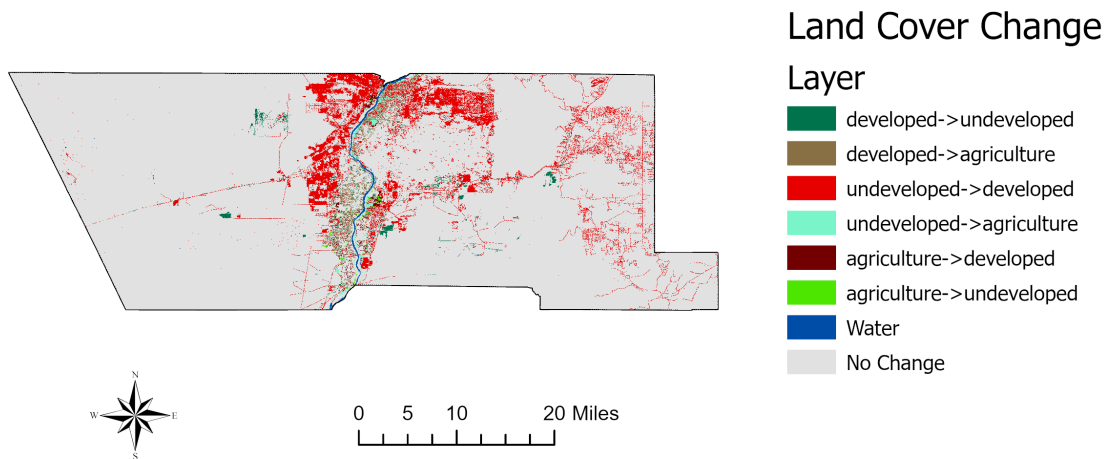 Land Cover Change
Layer
developed->undeveloped
developed->agriculture
undeveloped->developed
undeveloped->agriculture
agriculture->developed
agriculture->undeveloped
Water
No Change
N
W E
S
0 5 10 20 Miles